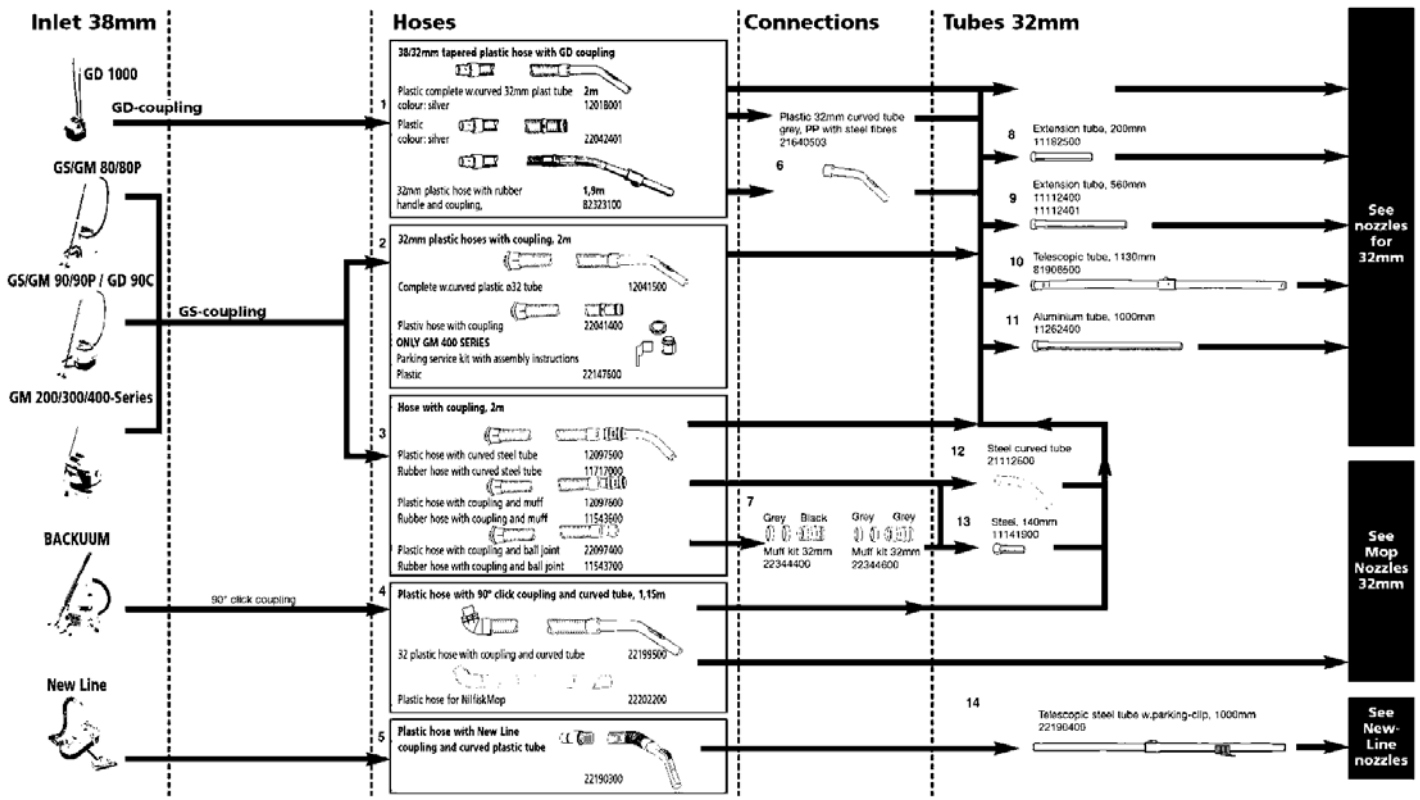 Inlet 38mm
Hoses
Connections
Tubes 32mm
GD 1000
GD-coupling
GS/GM 80/80P
GS/GM 90/90P / GD 90C
GS-coupling
GM 200/300/400-Series
BACKUUM
90° click coupling
New Line
1
38/32mm tapered plastic hose with GD coupling
Plastic complete w.curved 32mm plast tube 2m
colour: silver 12018001
Plastic
colour: silver 22042401
32mm plastic hose with rubber 1,9m
handle and coupling, 82323100
2
32mm plastic hoses with coupling, 2m
Complete w.curved plastic ø32 tube 12041500
Plastiv hose with coupling 22041400
ONLY GM 400 SERIES
Parking service kit with assembly instructions
Plastic 22147600
3
Hose with coupling, 2m
Plastic hose with curved steel tube 12097500
Rubber hose with curved steel tube 11717000
Plastic hose with coupling and muff 12097600
Rubber hose with coupling and muff 11543600
Plastic hose with coupling and ball joint 22097400
Rubber hose with coupling and ball joint 11543700
4
Plastic hose with 90° click coupling and curved tube, 1,15m
32 plastic hose with coupling and curved tube 22199500
Plastic hose for NilfiskMop 22202200
5
Plastic hose with New Line
coupling and curved plastic tube
22190300
Plastic 32mm curved tube
grey, PP with steel fibres
21640503
6
7
Grey Black Grey Grey
Muff kit 32mm Muff kit 32mm
22344400 22344600
8
Extension tube, 200mm
11182500
9
Extension tube, 560mm
11112400
11112401
10
Telescopic tube, 1130mm
81906500
11
Aluminium tube, 1000mm
11262400
12
Steel curved tube
21112600
13
Steel, 140mm
11141900
14
Telescopic steel tube w.parking-clip, 1000mm
22190400
See
nozzles
for
32mm
See
Mop
Nozzles
32mm
See
New-
Line
nozzles